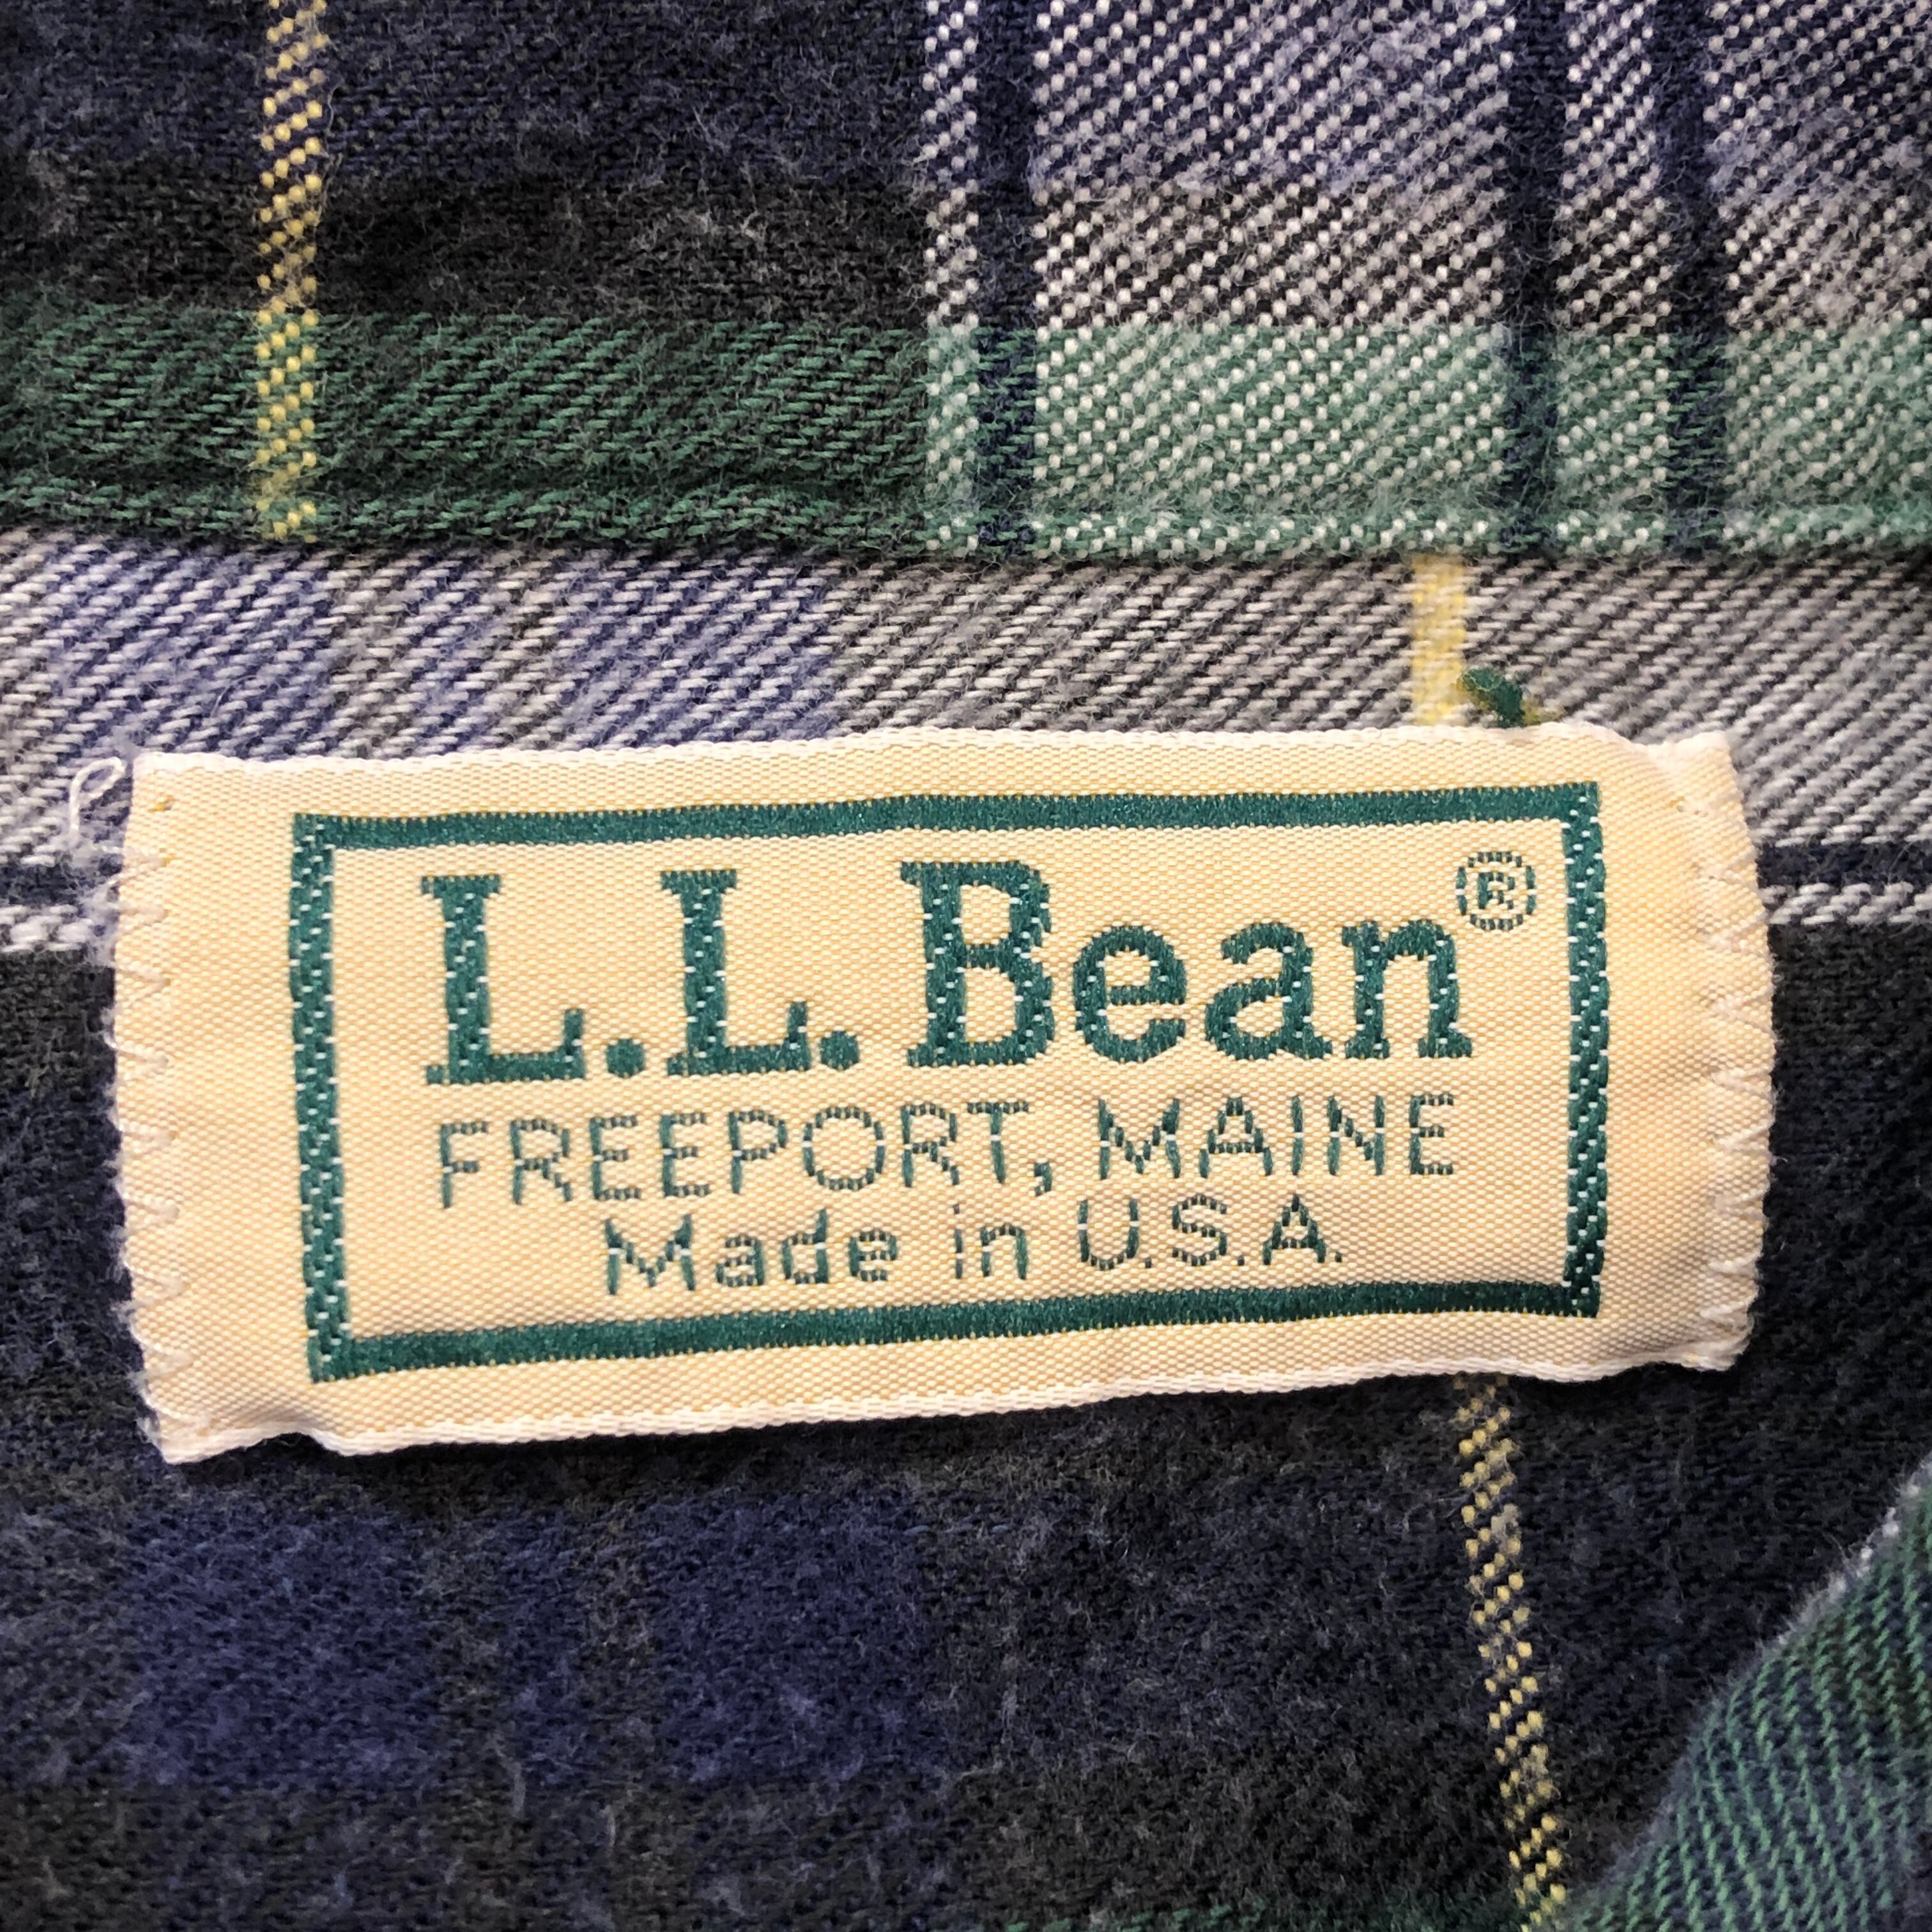 L.L.Bean®
FREEPORT, MAINE
Made in U.S.A.